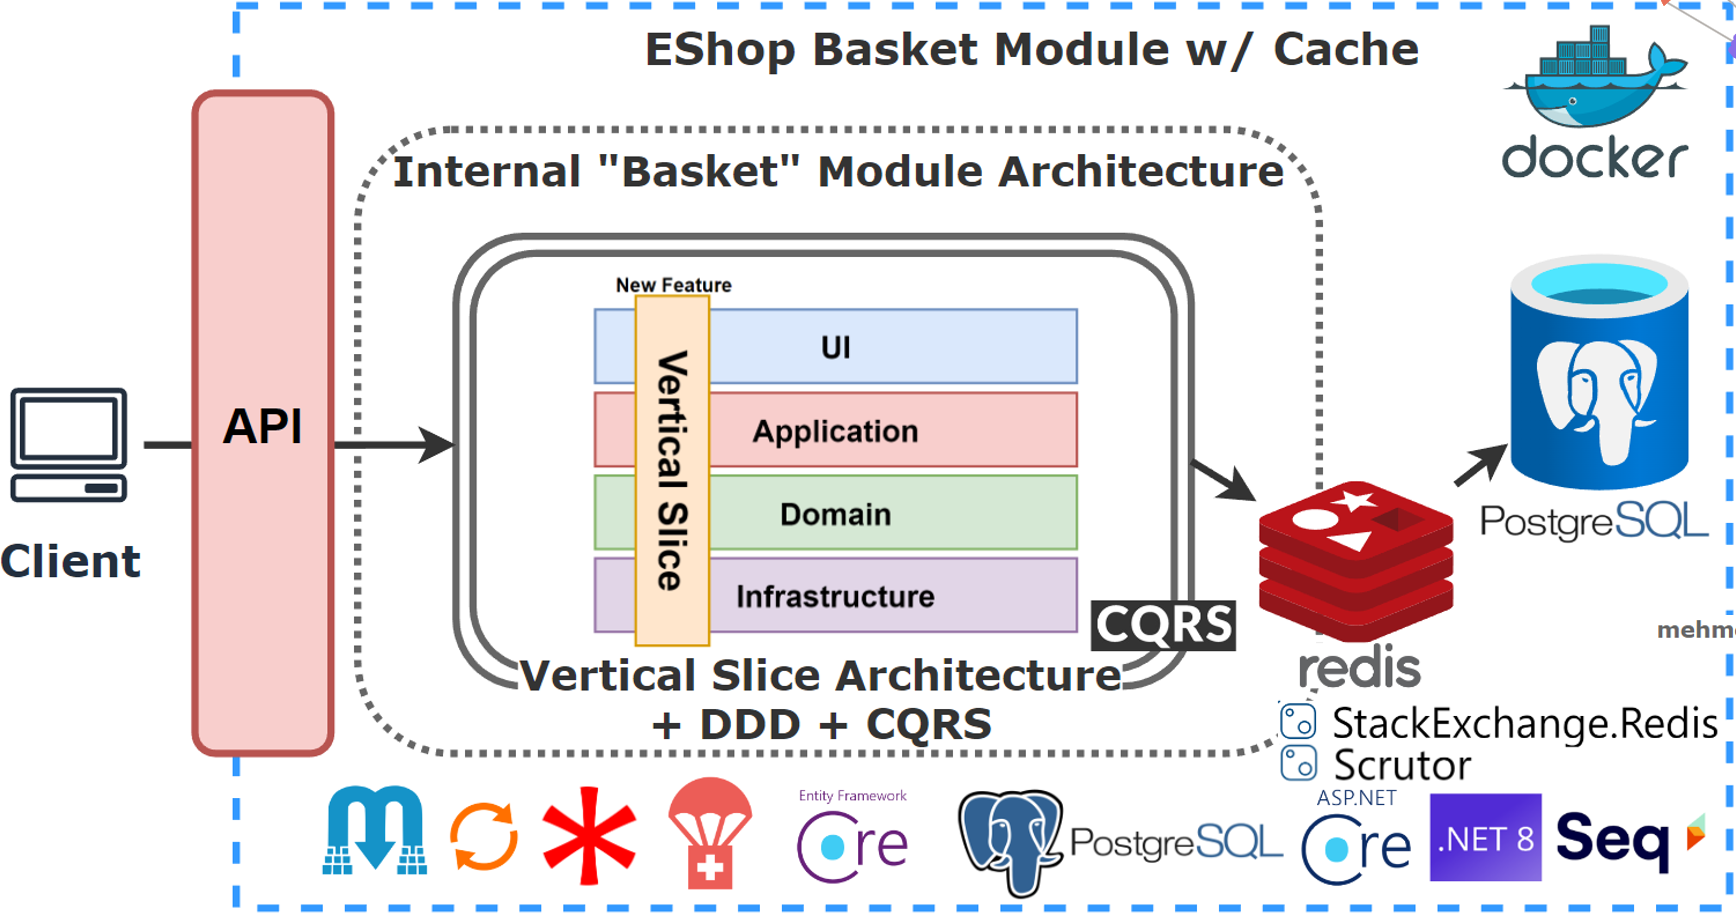 EShop Basket Module w/ Cache
docker
Internal "Basket" Module Architecture
New Feature
UI
Application
Domain
Infrastructure
Vertical Slice
API
Client
CQRS
Vertical Slice Architecture
+ DDD + CQRS
redis
PostgreSQL
StackExchange.Redis
Scrutor
Entity Framework
Core
PostgreSQL
ASP.NET
Core
.NET 8
Seq